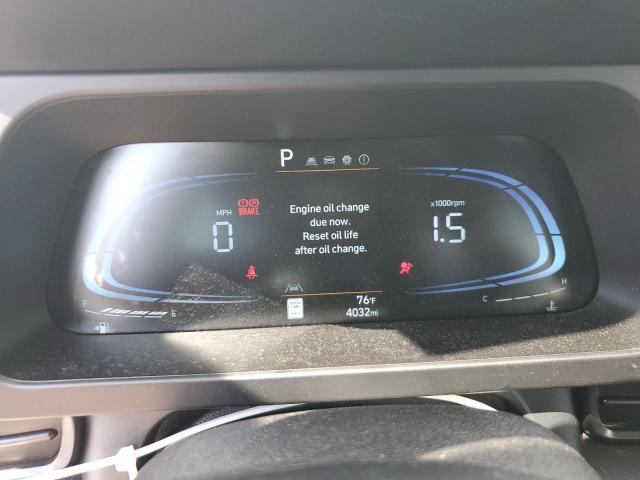 P
MPH
BRAKE
0
Engine oil change
due now.
Reset oil life
after oil change.
x1000rpm
1.5
F
E
C
H
76°F
4032mi